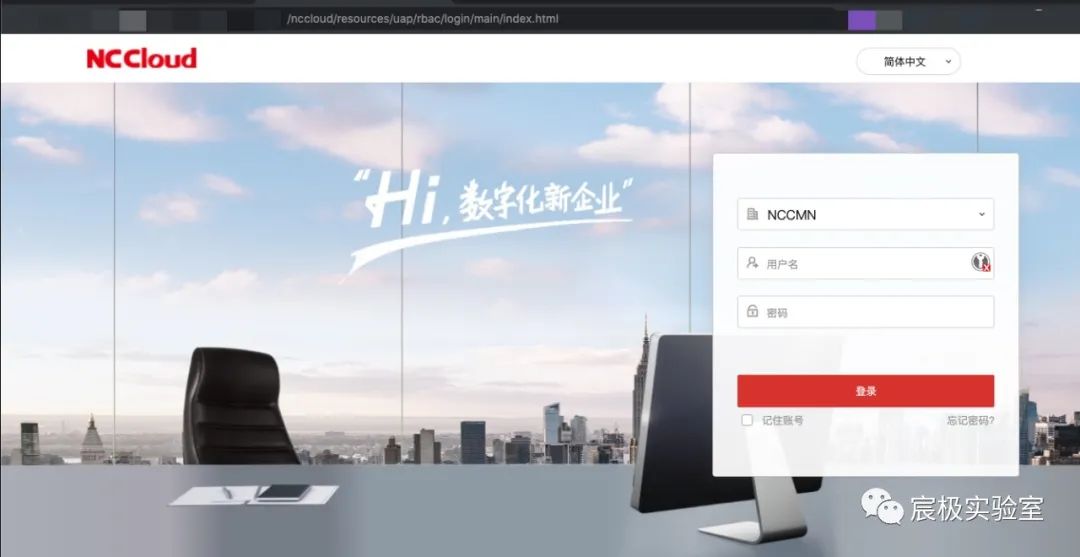 /nccloud/resources/uap/rbac/login/main/index.html
NCCloud
简体中文
“Hi,数字化新企业”
NCCMN
用户名
密码
登录
记住账号
忘记密码?
宸极实验室